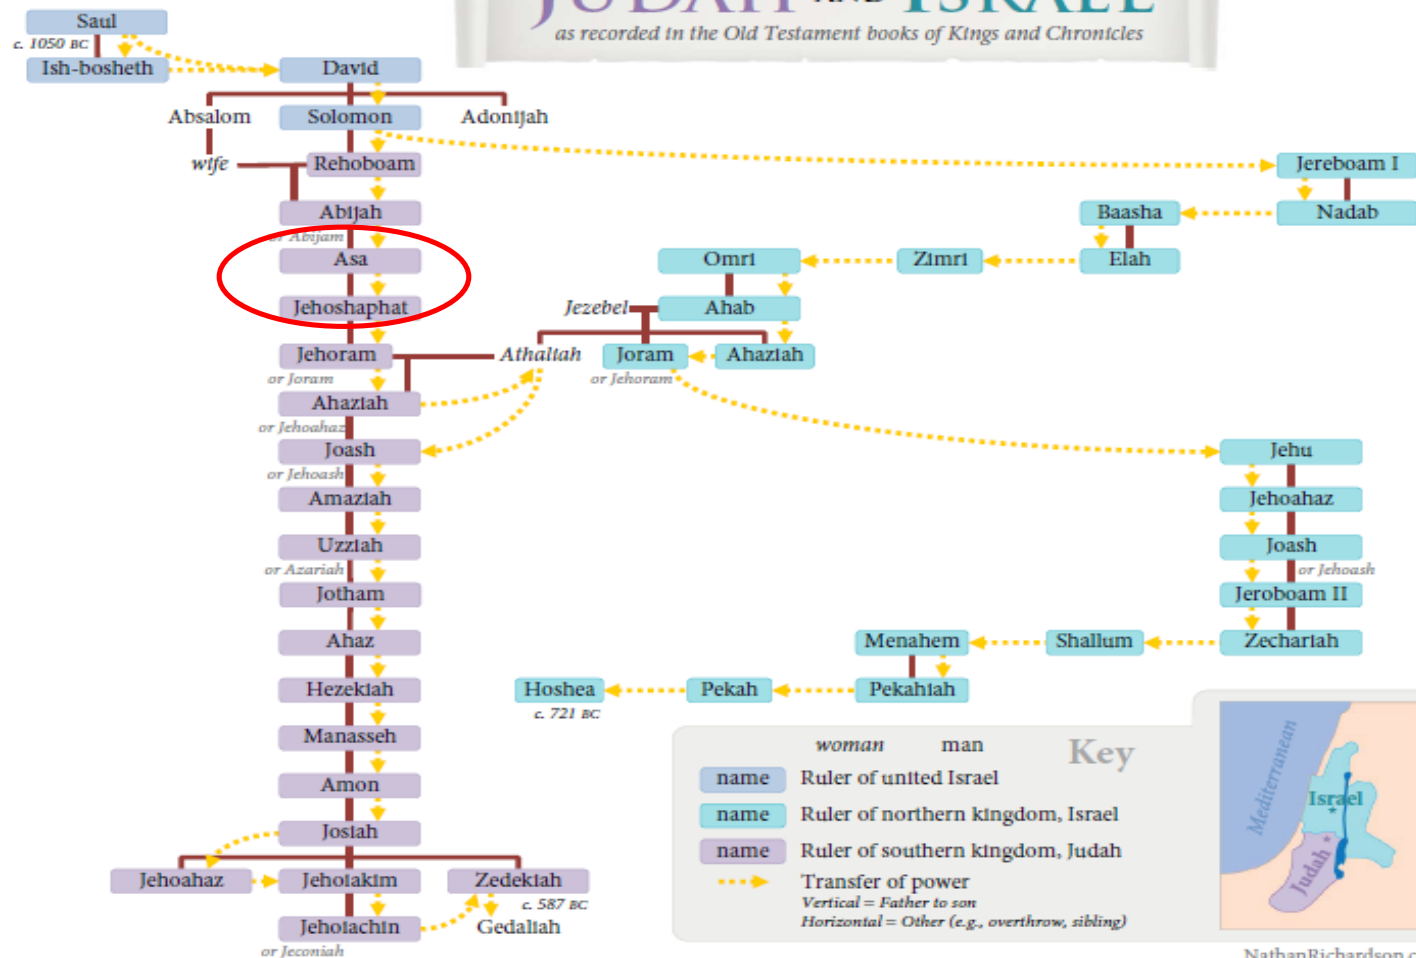 JUDAH AND ISRAEL
as recorded in the Old Testament books of Kings and Chronicles
Saul
c. 1050 BC
Ish-bosheth
David
Absalom
Solomon
Adonijah
wife
Rehoboam
Jereboam I
Abijah
or Abijam
Baasha
Nadab
Asa
Omri
Zimri
Elah
Jehoshaphat
Jezebel
Ahab
Jehoram
or Joram
Athaliah
Joram
or Jehoram
Ahaziah
Ahaziah
or Jehoahaz
Joash
or Jehoash
Jehu
Amaziah
Jehoahaz
Uzziah
or Azariah
Joash
or Jehoash
Jotham
Jeroboam II
Ahaz
Menahem
Shallum
Zechariah
Hezekiah
Hoshea
c. 721 BC
Pekah
Pekahiah
Manasseh
Amon
Josiah
Jehoahaz
Jehoiakim
Zedekiah
c. 587 BC
Jehoiachin
or Jeconiah
Gedaliah
woman man Key
name Ruler of united Israel
name Ruler of northern kingdom, Israel
name Ruler of southern kingdom, Judah
Transfer of power
Vertical = Father to son
Horizontal = Other (e.g., overthrow, sibling)
Mediterranean
Israel
Judah
NathanRichardson.c